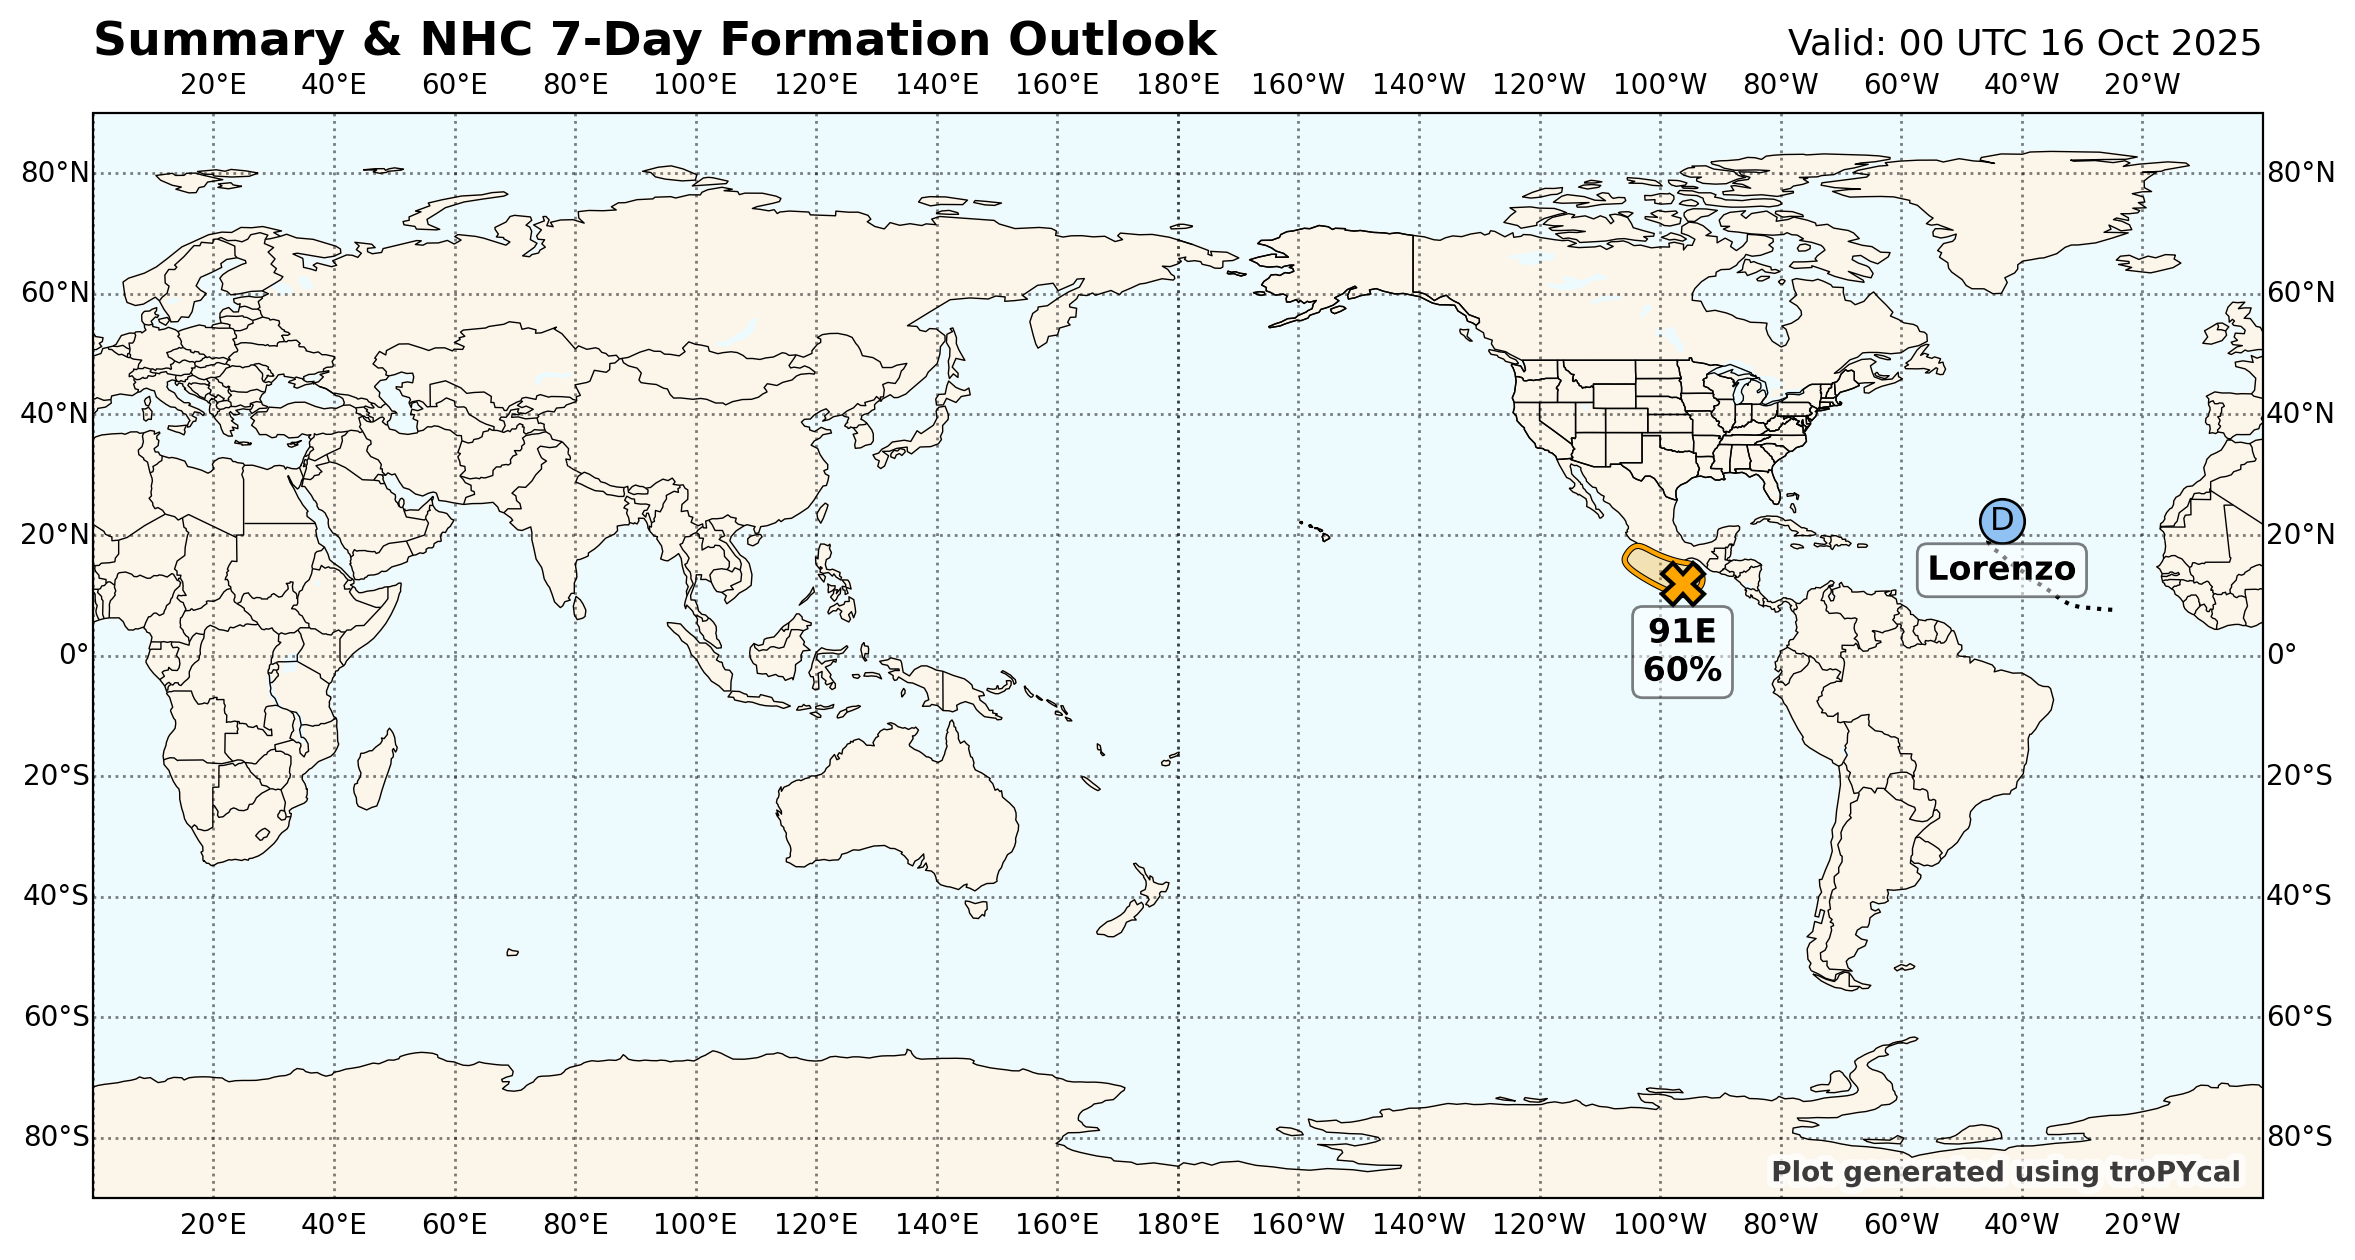 Summary & NHC 7-Day Formation Outlook
Valid: 00 UTC 16 Oct 2025
20°E 40°E 60°E 80°E 100°E 120°E 140°E 160°E 180°E 160°W 140°W 120°W 100°W 80°W 60°W 40°W 20°W
80°N 80°N
60°N 60°N
40°N 40°N
20°N 20°N
D
Lorenzo
91E
60%
0° 0°
20°S 20°S
40°S 40°S
60°S 60°S
80°S 80°S
Plot generated using troPYcal
20°E 40°E 60°E 80°E 100°E 120°E 140°E 160°E 180°E 160°W 140°W 120°W 100°W 80°W 60°W 40°W 20°W